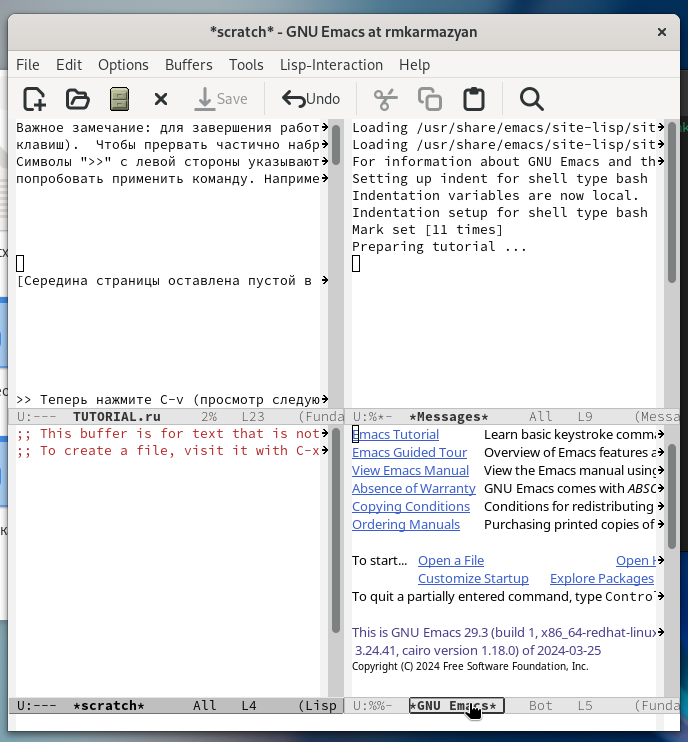 *scratch* - GNU Emacs at rmkarmazyan
File Edit Options Buffers Tools Lisp-Interaction Help
Save Undo
Важное замечание: для завершения работ
клавиш). Чтобы прервать частично набр
Символы ">>" с левой стороны указывают
попробовать применить команду. Наприме
[Середина страницы оставлена пустой в
>> Теперь нажмите C-v (просмотр следую
U:--- TUTORIAL.ru 2% L23 (Funda
Loading /usr/share/emacs/site-lisp/sit
Loading /usr/share/emacs/site-lisp/sit
For information about GNU Emacs and th
Setting up indent for shell type bash
Indentation variables are now local.
Indentation setup for shell type bash
Mark set [11 times]
Preparing tutorial ...
U:%*- *Messages* All L9 (Messa
;; This buffer is for text that is not
;; To create a file, visit it with C-x
U:--- *scratch* All L4 (Lisp
Emacs Tutorial Learn basic keystroke comma
Emacs Guided Tour Overview of Emacs features a
View Emacs Manual View the Emacs manual using
Absence of Warranty GNU Emacs comes with ABSO
Copying Conditions Conditions for redistributing
Ordering Manuals Purchasing printed copies of
To start... Open a File Open H
Customize Startup Explore Packages
To quit a partially entered command, type Contro
This is GNU Emacs 29.3 (build 1, x86_64-redhat-linux
3.24.41, cairo version 1.18.0) of 2024-03-25
Copyright (C) 2024 Free Software Foundation, Inc.
U:%%- *GNU Emacs* Bot L5 (Funda